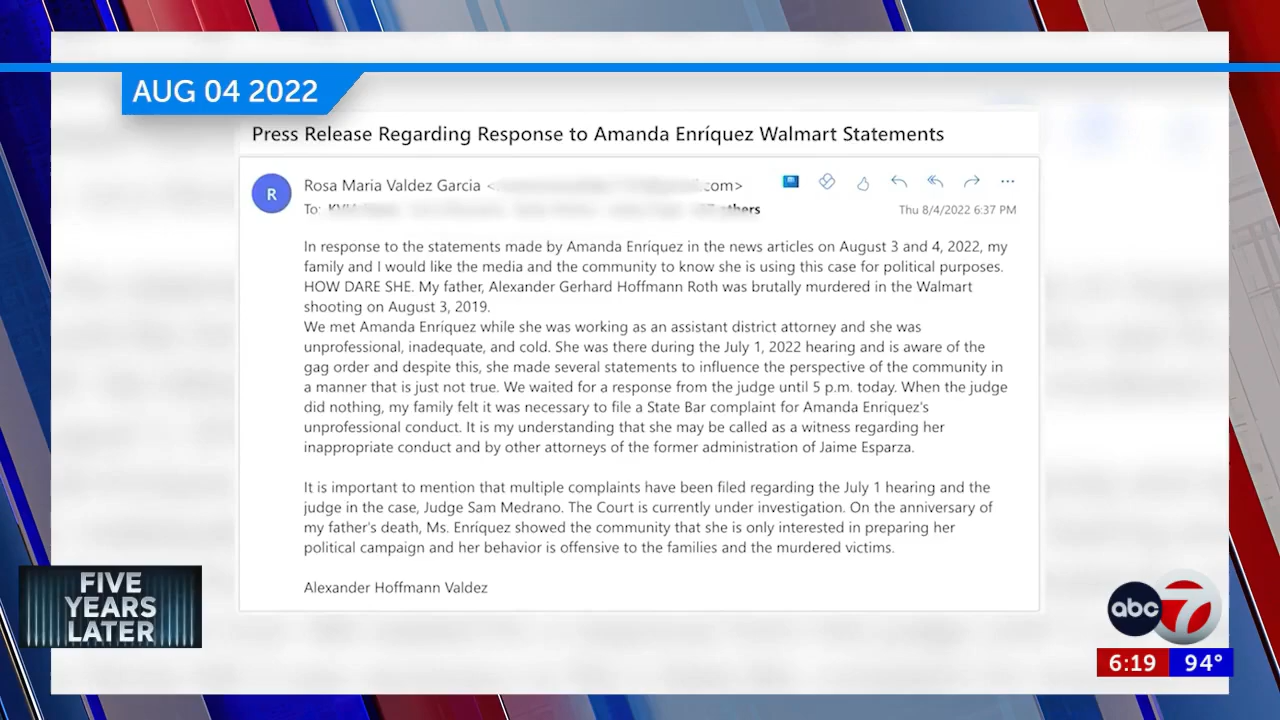 AUG 04 2022
Press Release Regarding Response to Amanda Enríquez Walmart Statements
R
Rosa Maria Valdez Garcia < com>
To: others
Thu 8/4/2022 6:37 PM
In response to the statements made by Amanda Enríquez in the news articles on August 3 and 4, 2022, my
family and I would like the media and the community to know she is using this case for political purposes.
HOW DARE SHE. My father, Alexander Gerhard Hoffmann Roth was brutally murdered in the Walmart
shooting on August 3, 2019.
We met Amanda Enríquez while she was working as an assistant district attorney and she was
unprofessional, inadequate, and cold. She was there during the July 1, 2022 hearing and is aware of the
gag order and despite this, she made several statements to influence the perspective of the community in
a manner that is just not true. We waited for a response from the judge until 5 p.m. today. When the judge
did nothing, my family felt it was necessary to file a State Bar complaint for Amanda Enriquez's
unprofessional conduct. It is my understanding that she may be called as a witness regarding her
inappropriate conduct and by other attorneys of the former administration of Jaime Esparza.
It is important to mention that multiple complaints have been filed regarding the July 1 hearing and the
judge in the case, Judge Sam Medrano. The Court is currently under investigation. On the anniversary of
my father's death, Ms. Enríquez showed the community that she is only interested in preparing her
political campaign and her behavior is offensive to the families and the murdered victims.
Alexander Hoffmann Valdez
FIVE
YEARS
LATER
abc 7
6:19 94°